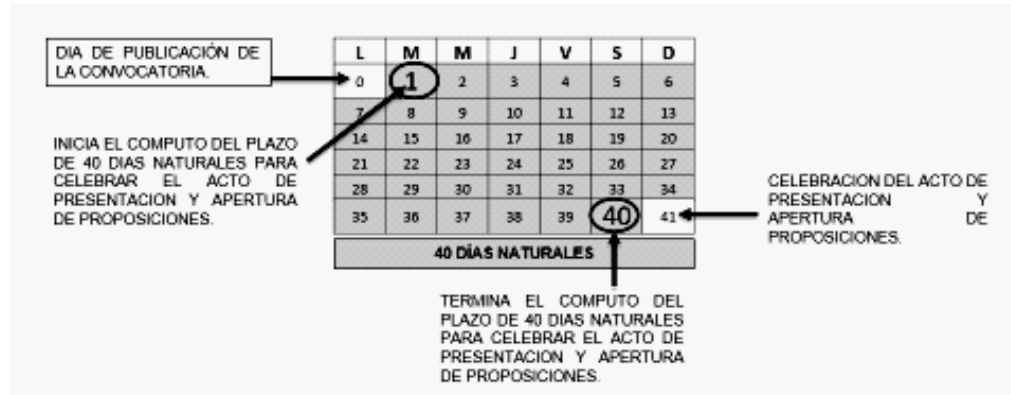 DIA DE PUBLICACIÓN DE
LA CONVOCATORIA.
L M M J V S D
0 1 2 3 4 5 6
7 8 9 10 11 12 13
14 15 16 17 18 19 20
21 22 23 24 25 26 27
28 29 30 31 32 33 34
35 36 37 38 39 40 41
40 DÍAS NATURALES
INICIA EL COMPUTO DEL PLAZO
DE 40 DIAS NATURALES PARA
CELEBRAR EL ACTO DE
PRESENTACION Y APERTURA
DE PROPOSICIONES.
CELEBRACION DEL ACTO DE
PRESENTACION Y
APERTURA DE
PROPOSICIONES.
TERMINA EL COMPUTO DEL
PLAZO DE 40 DIAS NATURALES
PARA CELEBRAR EL ACTO DE
PRESENTACION Y APERTURA
DE PROPOSICIONES.